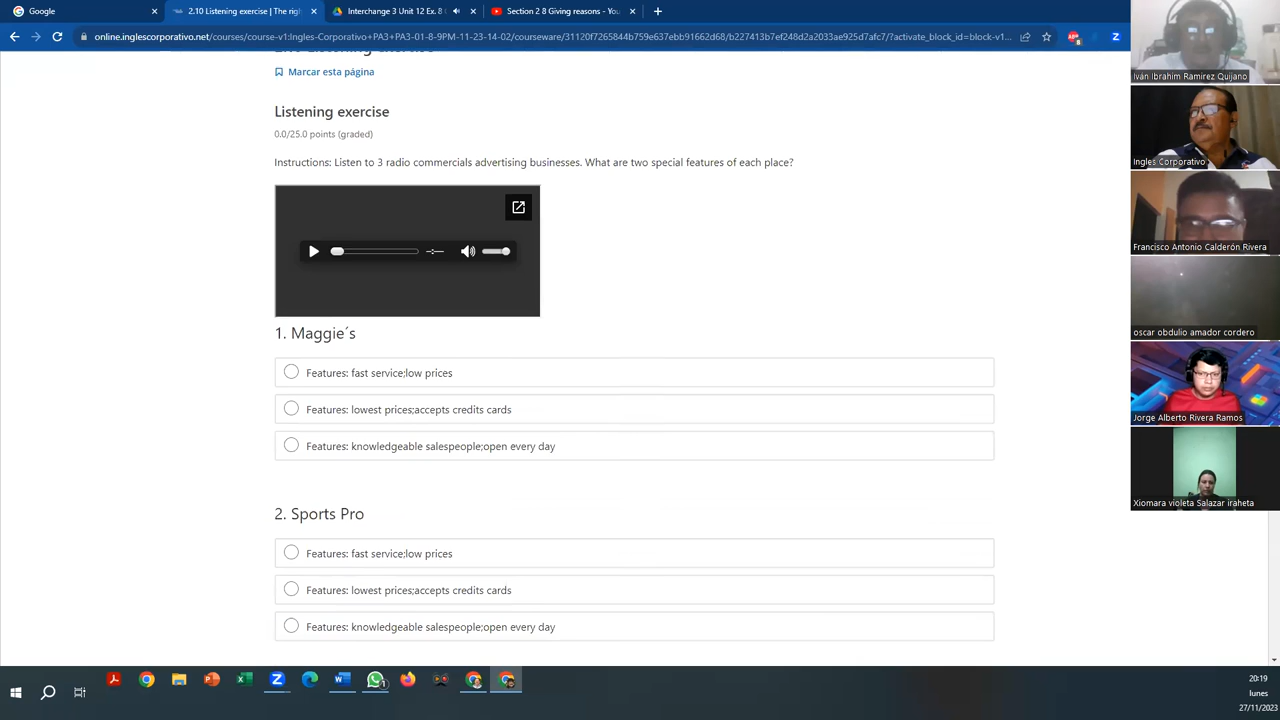 Google
2.10 Listening exercise | The righ
Interchange 3 Unit 12 Ex. 8
Section 2 8 Giving reasons - You
online.inglescorporativo.net/courses/course-v1:Ingles-Corporativo+PA3+PA3-01-8-9PM-11-23-14-02/courseware/31120f7265844b759e637ebb91662d68/b227413b7ef248d2a2033ae925d7afc7/?activate_block_id=block-v1...
Marcar esta página
Listening exercise
0.0/25.0 points (graded)
Instructions: Listen to 3 radio commercials advertising businesses. What are two special features of each place?
-:-
1. Maggie´s
Features: fast service;low prices
Features: lowest prices;accepts credits cards
Features: knowledgeable salespeople;open every day
2. Sports Pro
Features: fast service;low prices
Features: lowest prices;accepts credits cards
Features: knowledgeable salespeople;open every day
Iván Ibrahim Ramirez Quijano
Ingles Corporativo
Francisco Antonio Calderón Rivera
oscar obdulio amador cordero
Jorge Alberto Rivera Ramos
Xiomara violeta Salazar iraheta
20:19
lunes
27/11/2023